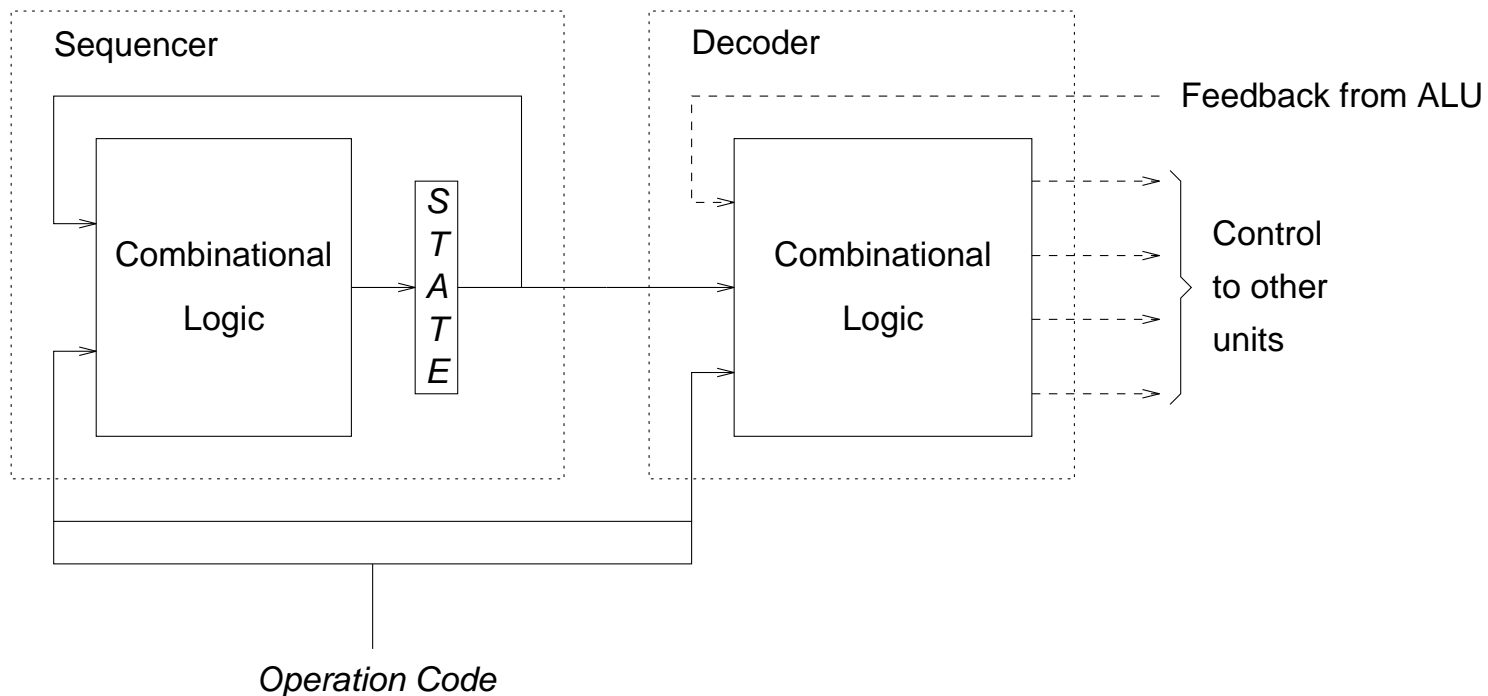 Sequencer
Decoder
Feedback from ALU
Combinational
Logic
S
T
A
T
E
Combinational
Logic
Control
to other
units
Operation Code